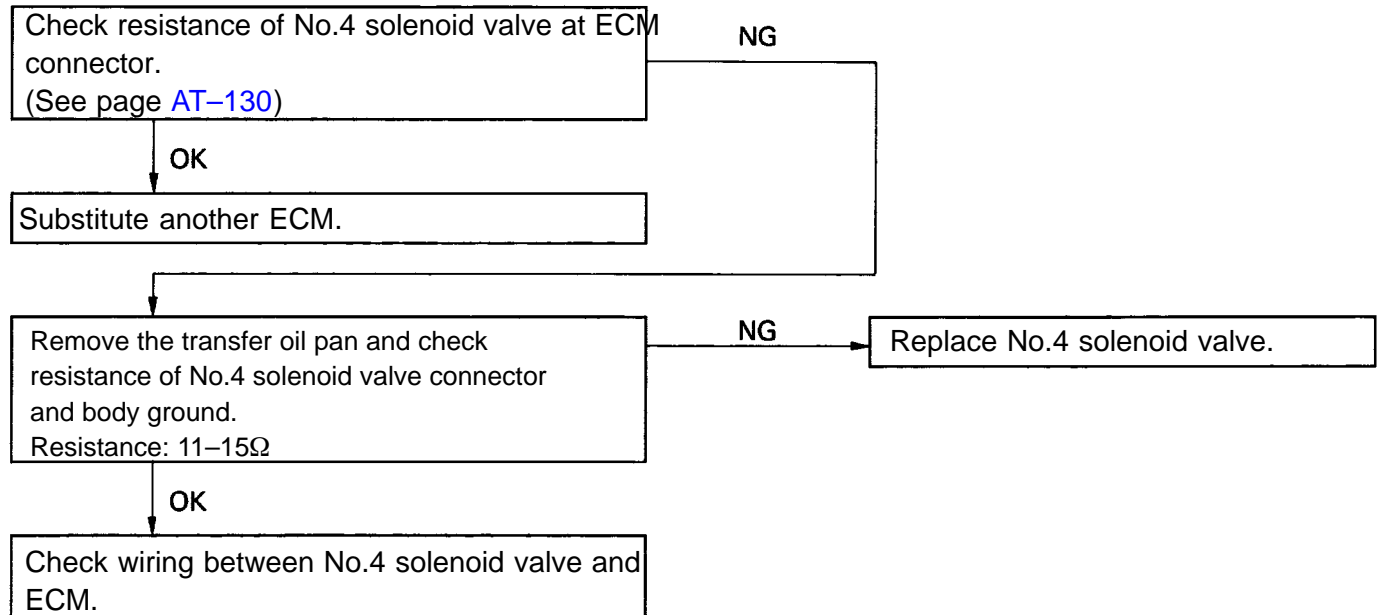 Check resistance of No.4 solenoid valve at ECM
connector.
(See page AT–130)
NG
OK
Substitute another ECM.
Remove the transfer oil pan and check
resistance of No.4 solenoid valve connector
and body ground.
Resistance: 11–15Ω
NG
Replace No.4 solenoid valve.
OK
Check wiring between No.4 solenoid valve and
ECM.